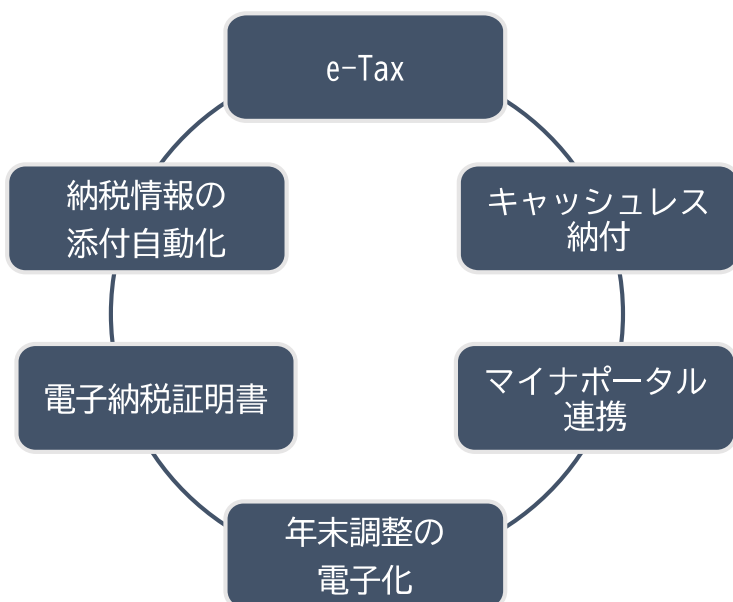 e-Tax
納税情報の
添付自動化
キャッシュレス
納付
電子納税証明書
マイナポータル
連携
年末調整の
電子化